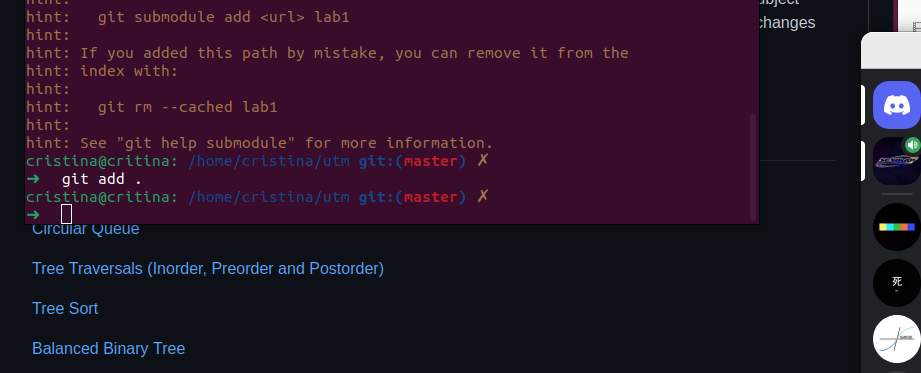 hint:
bject
hint:   git submodule add <url> lab1
changes
hint:
hint: If you added this path by mistake, you can remove it from the
hint: index with:
hint:
hint:   git rm --cached lab1
hint:
hint: See "git help submodule" for more information.
cristina@critina: /home/cristina/utm git:(master) ✗
➜  git add .
cristina@critina: /home/cristina/utm git:(master) ✗
➜
Circular Queue
Tree Traversals (Inorder, Preorder and Postorder)
Tree Sort
Balanced Binary Tree
死